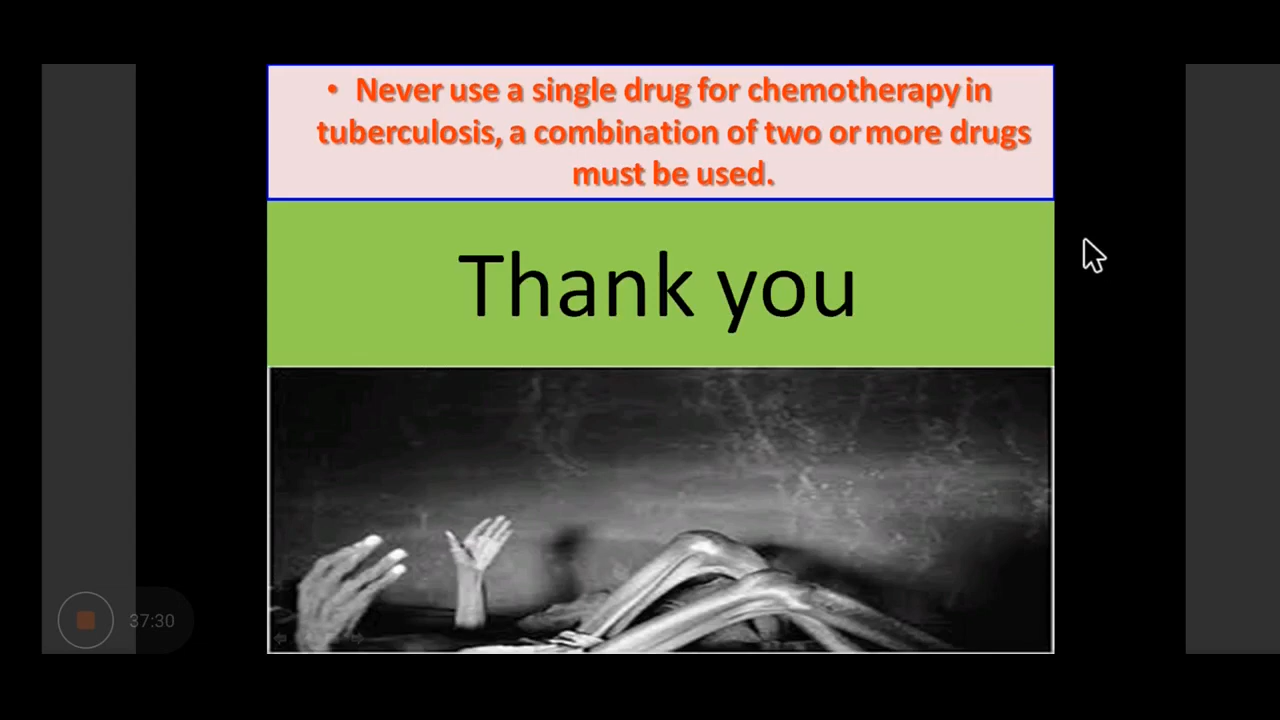 • Never use a single drug for chemotherapy in
tuberculosis, a combination of two or more drugs
must be used.
Thank you
37:30